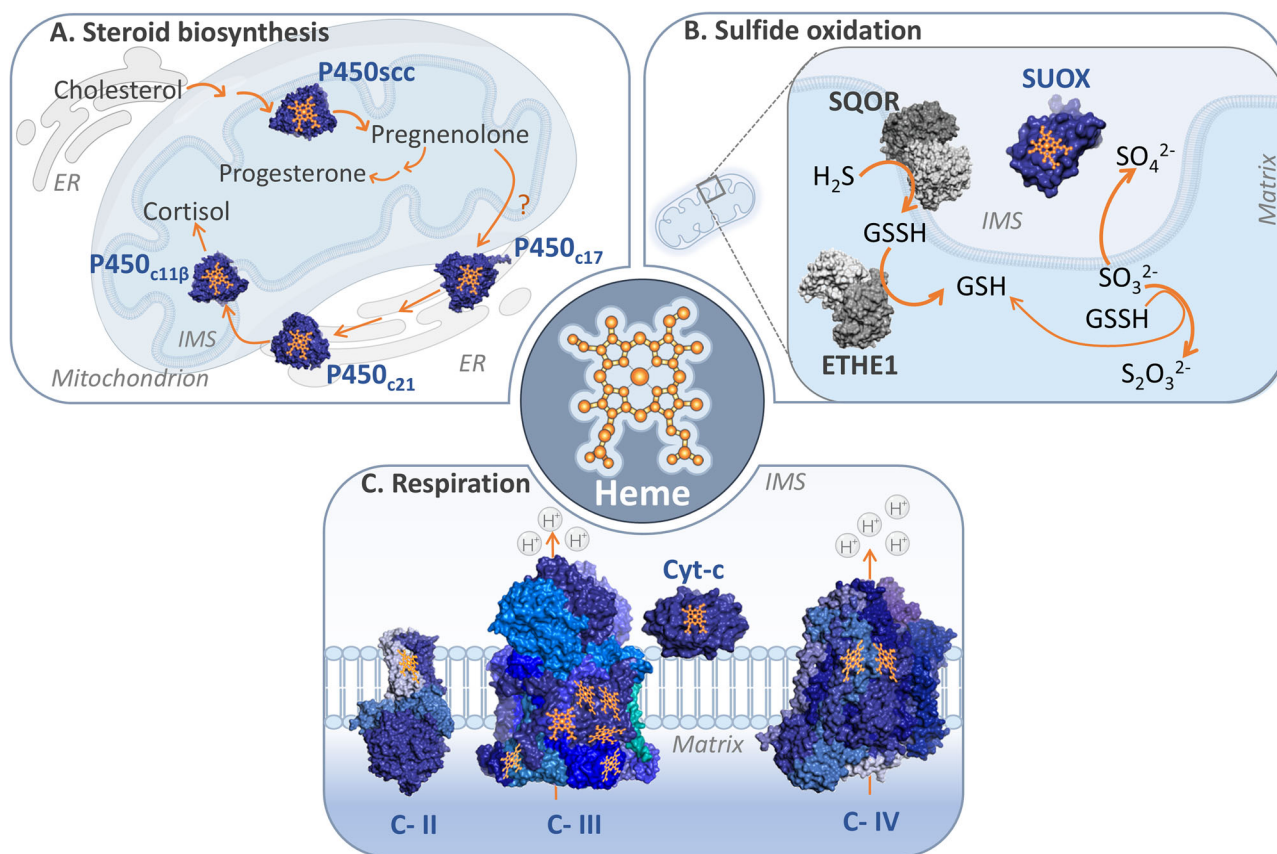 A. Steroid biosynthesis
Cholesterol
P450scc
Pregnenolone
Progesterone
ER
Cortisol
?
P450c11β
P450c17
IMS
P450c21
ER
Mitochondrion
B. Sulfide oxidation
SQOR
SUOX
H₂S
SO₄²⁻
Matrix
IMS
GSSH
GSH
SO₃²⁻
GSSH
ETHE1
S₂O₃²⁻
Heme
C. Respiration
IMS
H⁺
H⁺
H⁺
H⁺
H⁺
H⁺
H⁺
Cyt-c
Matrix
C- II
C- III
C- IV